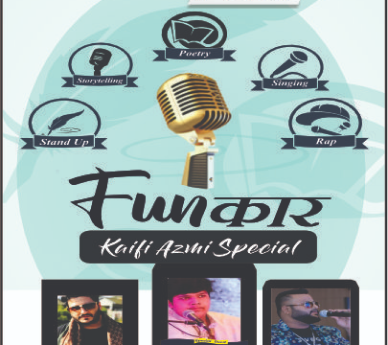 Poetry
Storytelling
Singing
Stand Up
Rap
Funकार
Kaifi Azmi Special